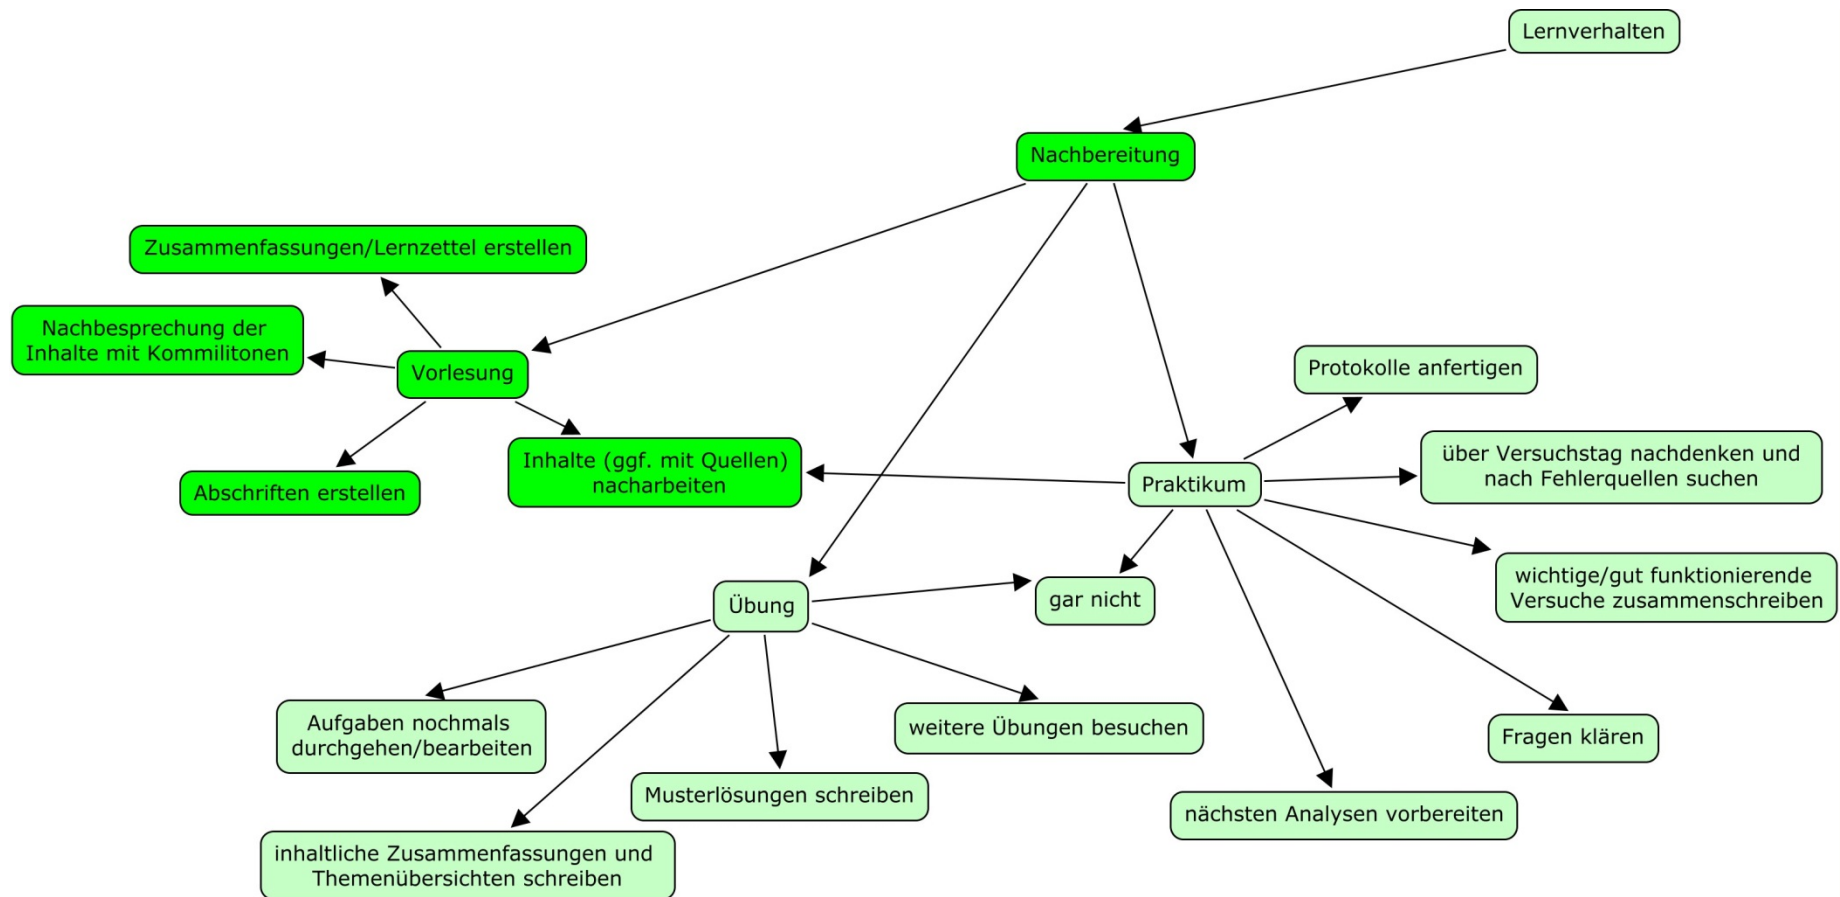 Lernverhalten
Nachbereitung
Zusammenfassungen/Lernzettel erstellen
Nachbesprechung der
Inhalte mit Kommilitonen
Vorlesung
Abschriften erstellen
Inhalte (ggf. mit Quellen)
nacharbeiten
Protokolle anfertigen
über Versuchstag nachdenken und
nach Fehlerquellen suchen
Praktikum
wichtige/gut funktionierende
Versuche zusammenschreiben
gar nicht
Übung
Aufgaben nochmals
durchgehen/bearbeiten
weitere Übungen besuchen
Fragen klären
Musterlösungen schreiben
nächsten Analysen vorbereiten
inhaltliche Zusammenfassungen und
Themenübersichten schreiben